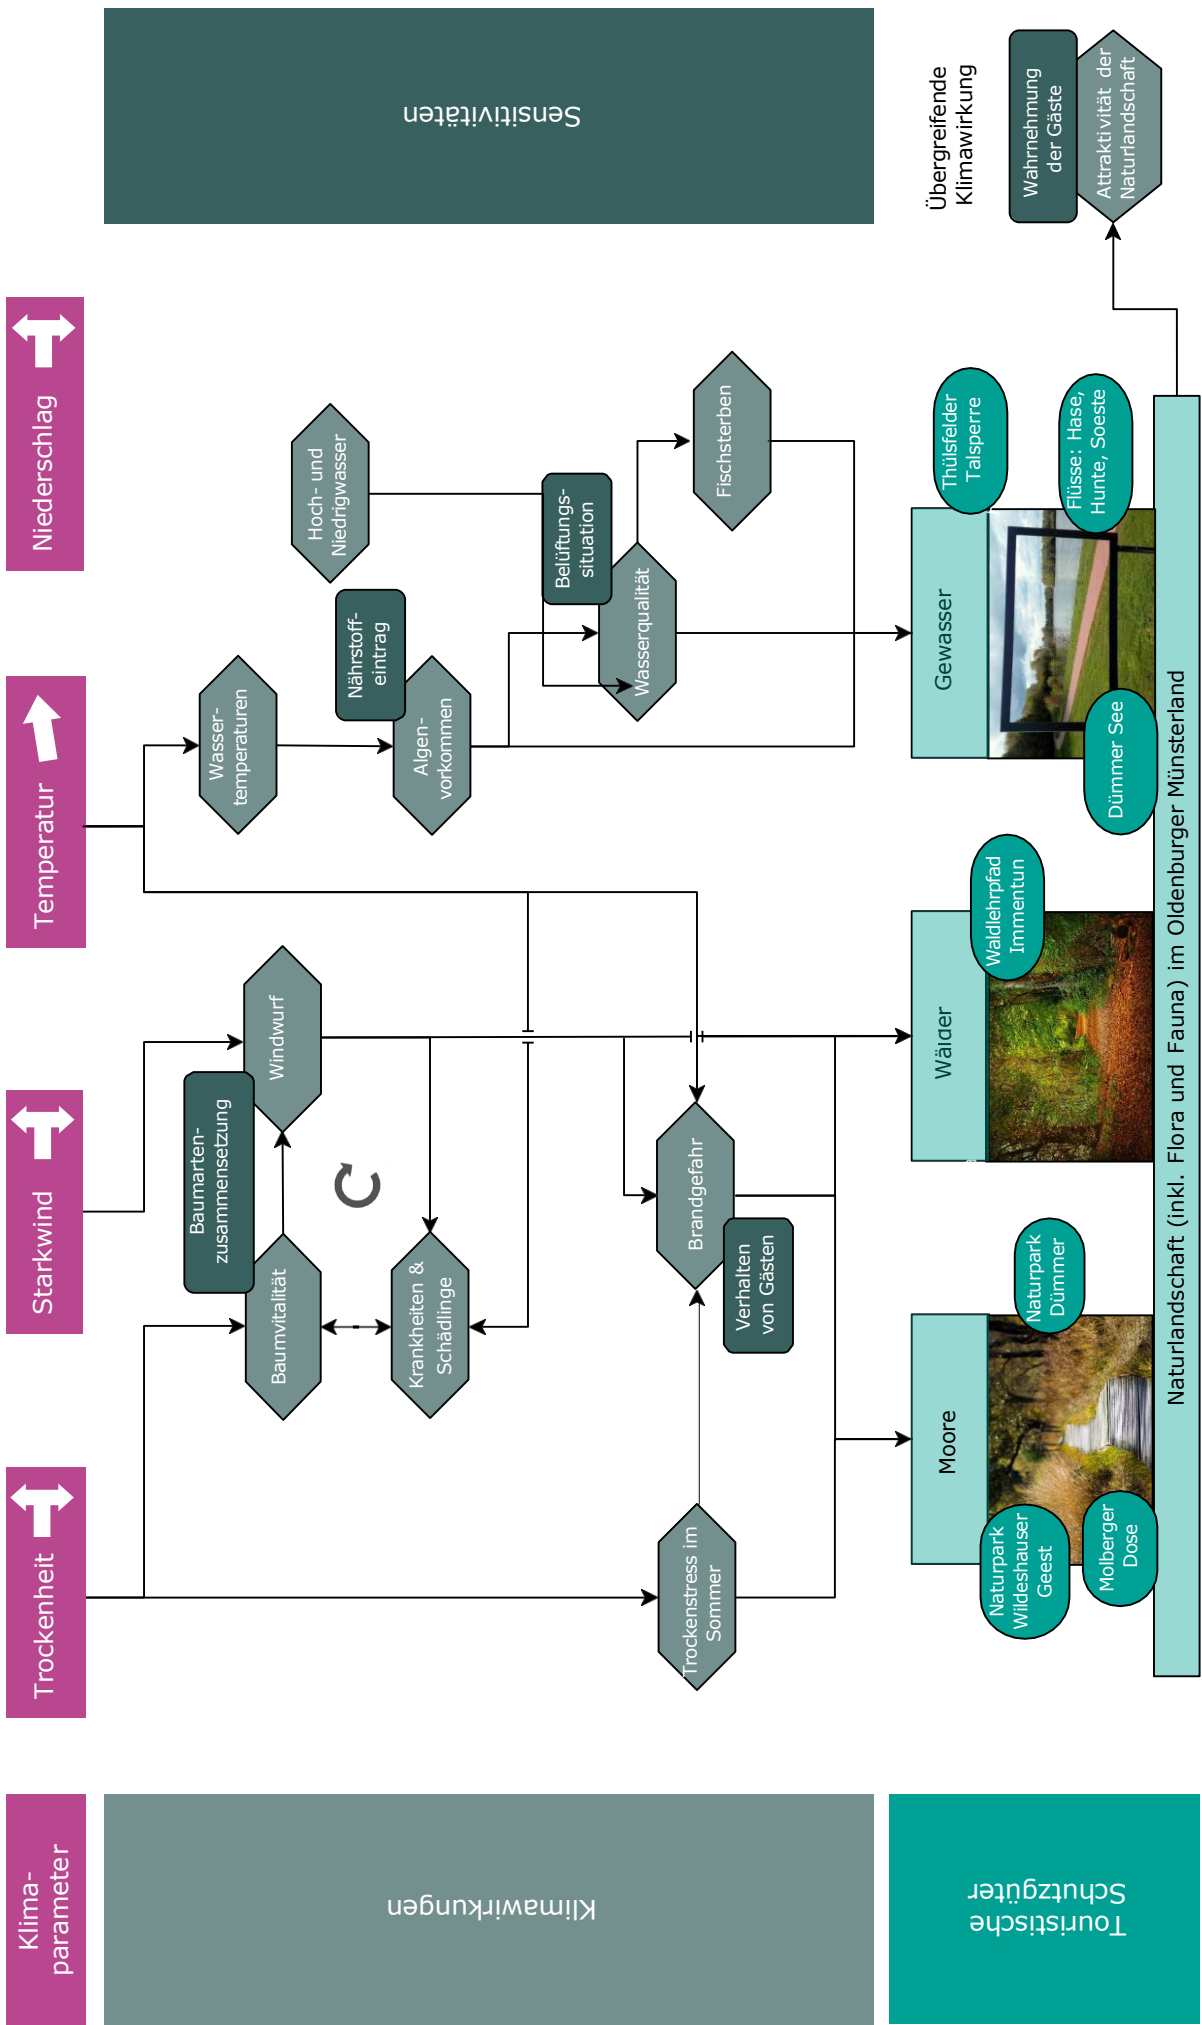 Klima-
parameter
Trockenheit
Starkwind
Temperatur
Niederschlag
Klimawirkungen
Sensitivitäten
Baumarten-
zusammensetzung
Baumvitalität
Windwurf
Krankheiten &
Schädlinge
Wasser-
temperaturen
Nährstoff-
eintrag
Algen-
vorkommen
Hoch- und
Niedrigwasser
Belüftungs-
situation
Wasserqualität
Fischsterben
Trockenstress im
Sommer
Brandgefahr
Verhalten
von Gästen
Touristische
Schutzgüter
Moore
Naturpark
Wildeshauser
Geest
Molberger
Dose
Naturpark
Dümmer
Wälder
Waldlehrpfad
Immentun
Gewässer
Thülsfelder
Talsperre
Flüsse: Hase,
Hunte, Soeste
Dümmer See
Naturlandschaft (inkl. Flora und Fauna) im Oldenburger Münsterland
Übergreifende
Klimawirkung
Wahrnehmung
der Gäste
Attraktivität der
Naturlandschaft